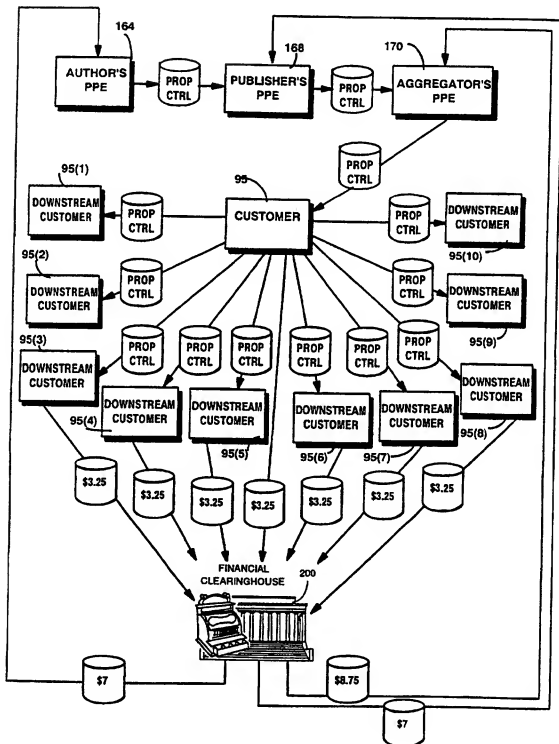 164
AUTHOR'S
PPE
PROP
CTRL
168
PUBLISHER'S
PPE
PROP
CTRL
170
AGGREGATOR'S
PPE
PROP
CTRL
95(1)
DOWNSTREAM
CUSTOMER
PROP
CTRL
95
CUSTOMER
PROP
CTRL
DOWNSTREAM
CUSTOMER
95(10)
95(2)
DOWNSTREAM
CUSTOMER
PROP
CTRL
PROP
CTRL
DOWNSTREAM
CUSTOMER
95(9)
95(3)
DOWNSTREAM
CUSTOMER
PROP
CTRL
PROP
CTRL
PROP
CTRL
PROP
CTRL
PROP
CTRL
PROP
CTRL
DOWNSTREAM
CUSTOMER
95(8)
95(4)
DOWNSTREAM
CUSTOMER
DOWNSTREAM
CUSTOMER
95(5)
DOWNSTREAM
CUSTOMER
95(6)
DOWNSTREAM
CUSTOMER
95(7)
$3.25
$3.25
$3.25
$3.25
$3.25
$3.25
$3.25
FINANCIAL
CLEARINGHOUSE
200
$7
$8.75
$7